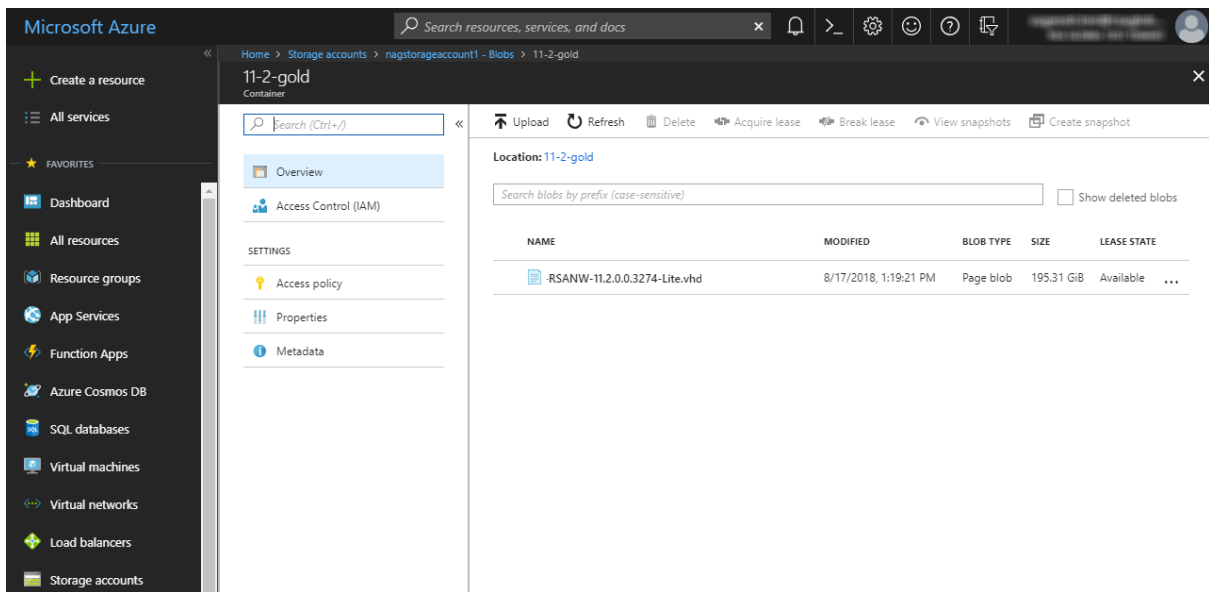 Microsoft Azure
Search resources, services, and docs
Home > Storage accounts > nagstorageaccount1 - Blobs > 11-2-gold
11-2-gold
Container
Create a resource
All services
FAVORITES
Dashboard
All resources
Resource groups
App Services
Function Apps
Azure Cosmos DB
SQL databases
Virtual machines
Virtual networks
Load balancers
Storage accounts
Search (Ctrl+/)
Overview
Access Control (IAM)
SETTINGS
Access policy
Properties
Metadata
Upload Refresh Delete Acquire lease Break lease View snapshots Create snapshot
Location: 11-2-gold
Search blobs by prefix (case-sensitive)
Show deleted blobs
NAME MODIFIED BLOB TYPE SIZE LEASE STATE
-RSANW-11.2.0.0.3274-Lite.vhd 8/17/2018, 1:19:21 PM Page blob 195.31 GiB Available ...